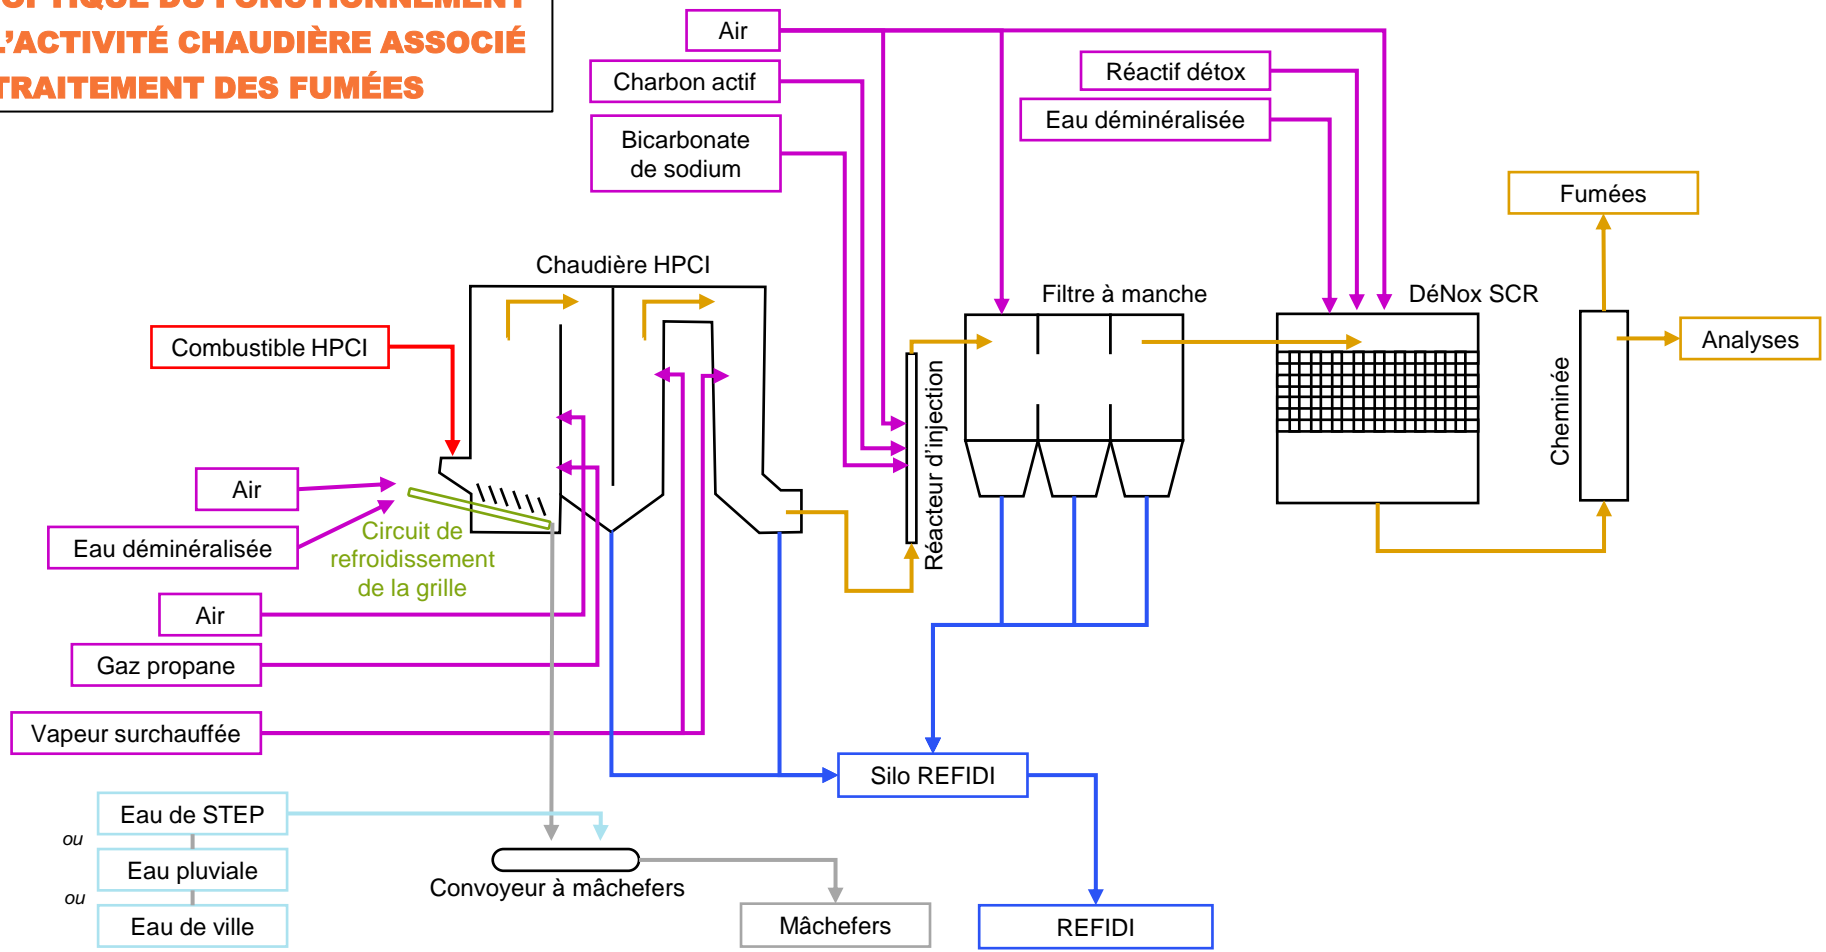 L'ACTIVITÉ CHAUDIÈRE ASSOCIÉ
TRAITEMENT DES FUMÉES
Air
Charbon actif
Bicarbonate
de sodium
Réactif détox
Eau déminéralisée
Fumées
Analyses
Chaudière HPCI
Filtre à manche
DéNox SCR
Cheminée
Réacteur d'injection
Combustible HPCI
Air
Eau déminéralisée
Circuit de
refroidissement
de la grille
Air
Gaz propane
Vapeur surchauffée
Silo REFIDI
Eau de STEP
ou
Eau pluviale
ou
Eau de ville
Convoyeur à mâchefers
Mâchefers
REFIDI